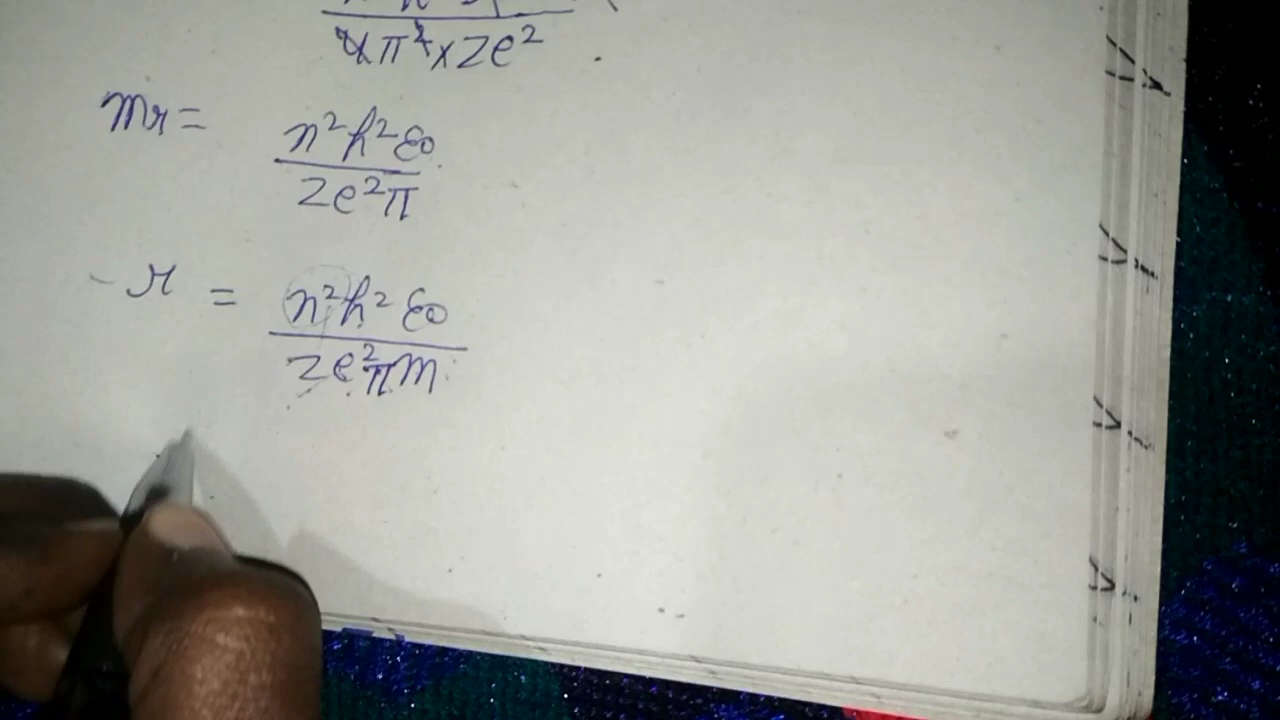 4π²×Ze²
mr = n²h²ε₀ / Ze²π
r = n²h²ε₀ / Ze²πm